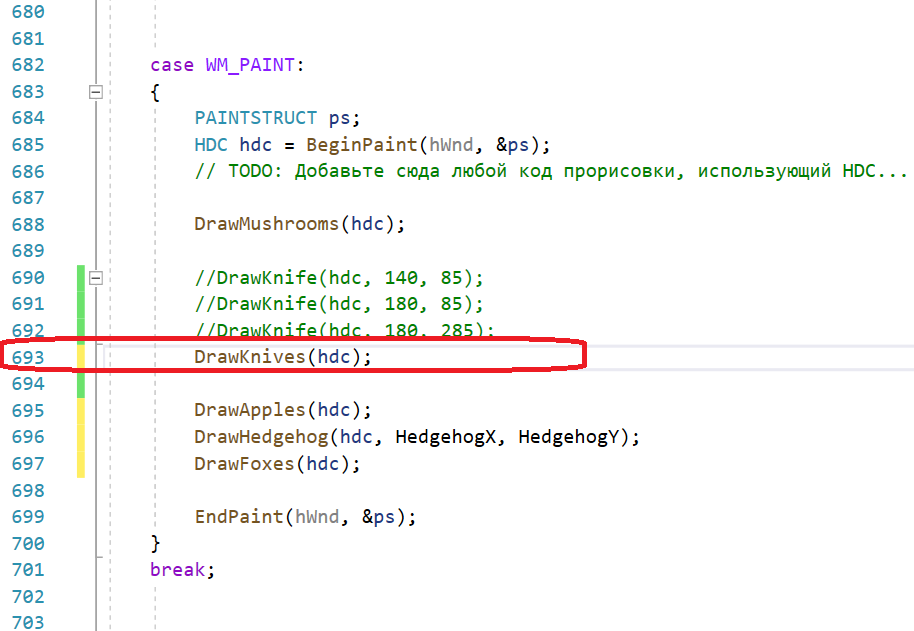 680
681
682 case WM_PAINT:
683 {
684 PAINTSTRUCT ps;
685 HDC hdc = BeginPaint(hWnd, &ps);
686 // TODO: Добавьте сюда любой код прорисовки, использующий HDC...
687
688 DrawMushrooms(hdc);
689
690 //DrawKnife(hdc, 140, 85);
691 //DrawKnife(hdc, 180, 85);
692 //DrawKnife(hdc, 180, 285);
693 DrawKnives(hdc);
694
695 DrawApples(hdc);
696 DrawHedgehog(hdc, HedgehogX, HedgehogY);
697 DrawFoxes(hdc);
698
699 EndPaint(hWnd, &ps);
700 }
701 break;
702
703